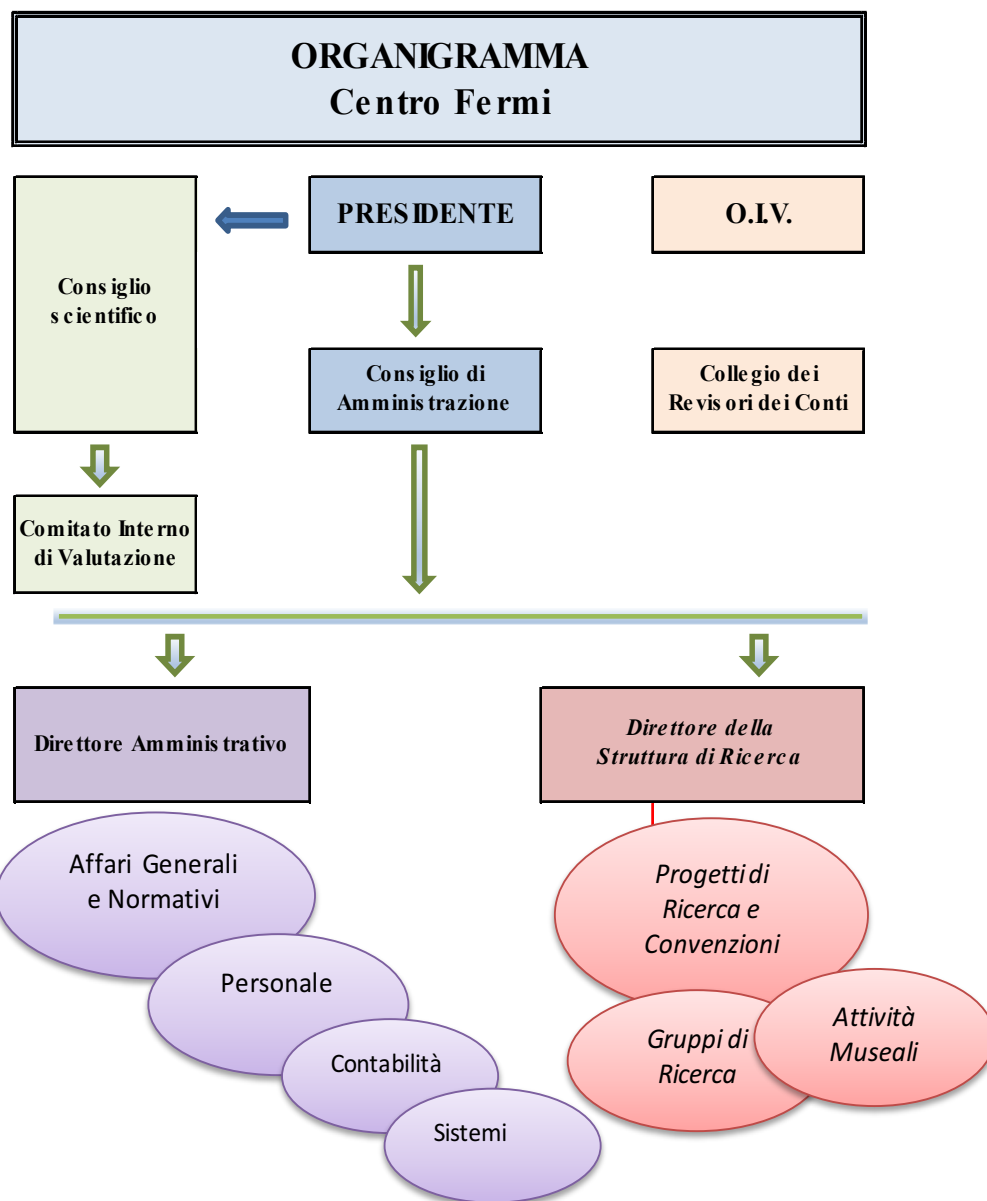 ORGANIGRAMMA
Centro Fermi
PRESIDENTE
O.I.V.
Consiglio
scientifico
Consiglio di
Amministrazione
Collegio dei
Revisori dei Conti
Comitato Interno
di Valutazione
Direttore Amministrativo
Direttore della
Struttura di Ricerca
Affari Generali
e Normativi
Personale
Contabilità
Sistemi
Progetti di
Ricerca e
Convenzioni
Gruppi di
Ricerca
Attività
Museali